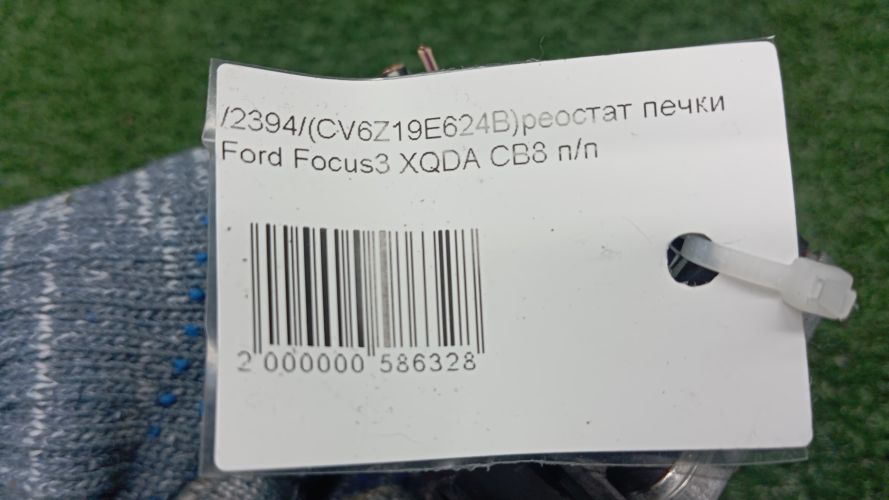 /2394/(CV6Z19E624B)реостат печки
Ford Focus3 XQDA CB8 п/п
2 000000 586328